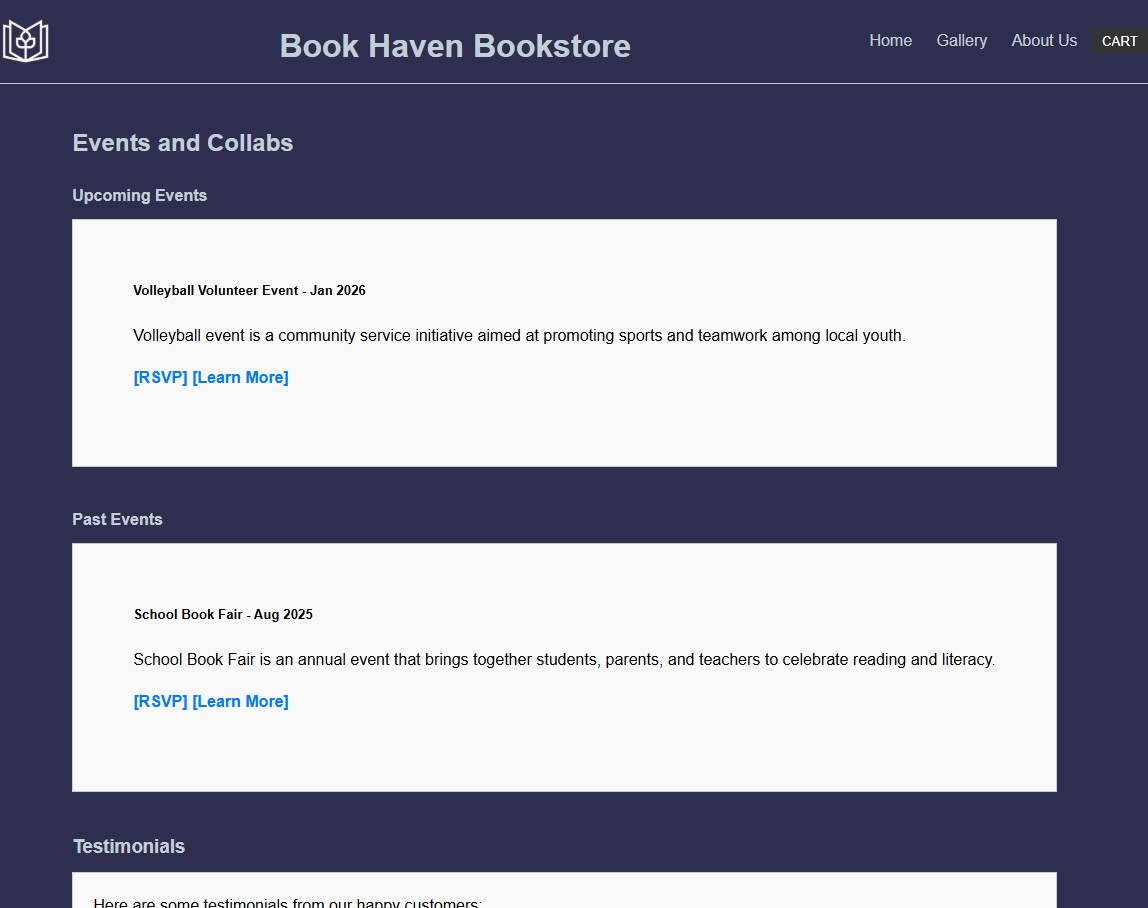 Book Haven Bookstore
Home Gallery About Us CART
Events and Collabs
Upcoming Events
Volleyball Volunteer Event - Jan 2026
Volleyball event is a community service initiative aimed at promoting sports and teamwork among local youth.
[RSVP] [Learn More]
Past Events
School Book Fair - Aug 2025
School Book Fair is an annual event that brings together students, parents, and teachers to celebrate reading and literacy.
[RSVP] [Learn More]
Testimonials
Here are some testimonials from our happy customers: